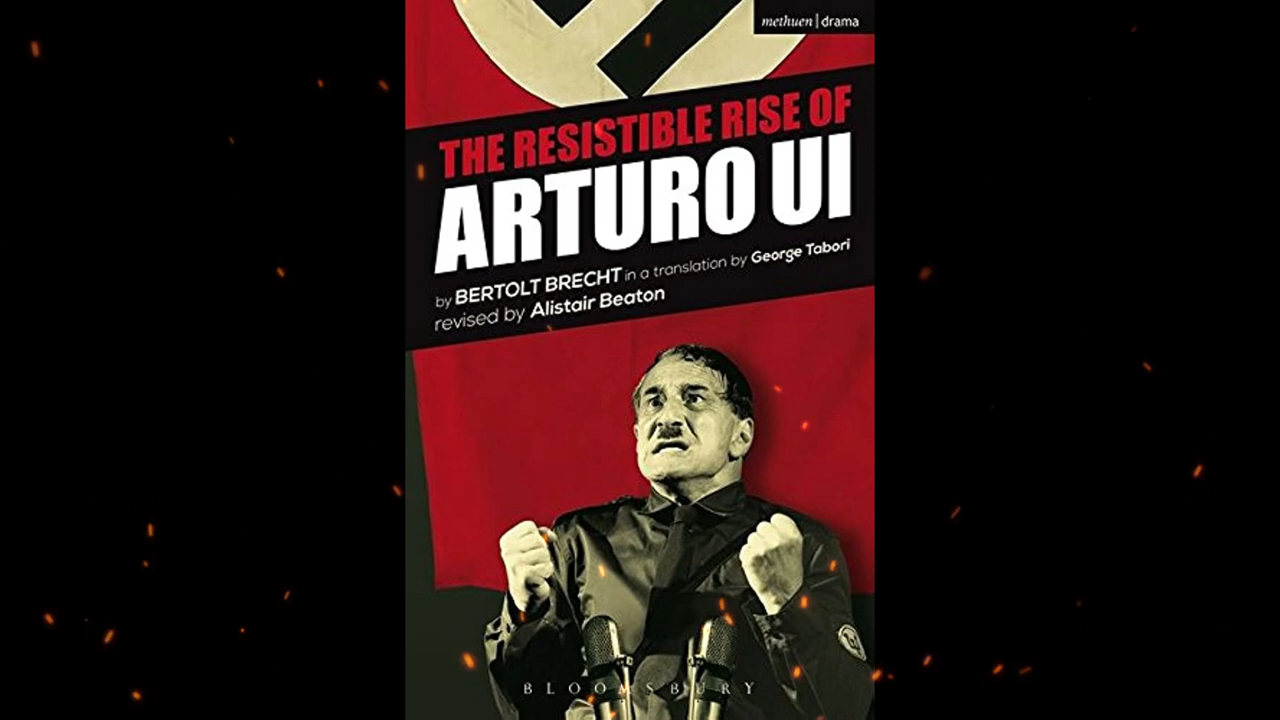 methuen | drama
THE RESISTIBLE RISE OF
ARTURO UI
by BERTOLT BRECHT in a translation by George Tabori
revised by Alistair Beaton
BLOOMSBURY